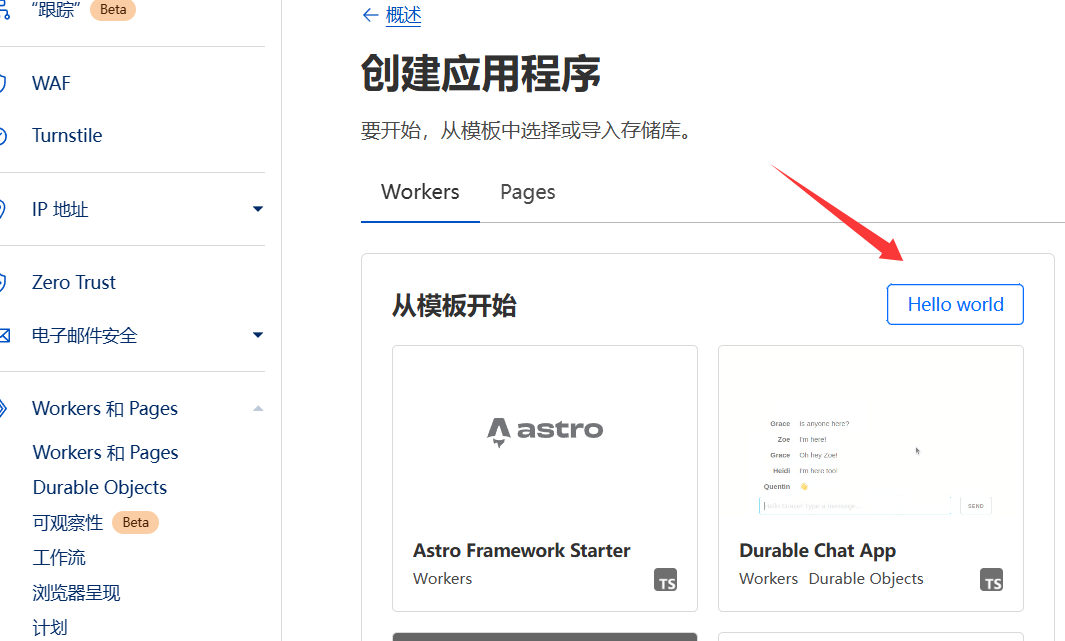 “跟踪” Beta
WAF
Turnstile
IP 地址
Zero Trust
电子邮件安全
Workers 和 Pages
Workers 和 Pages
Durable Objects
可观察性 Beta
工作流
浏览器呈现
计划
← 概述
创建应用程序
要开始，从模板中选择或导入存储库。
Workers Pages
从模板开始
Hello world
astro
Astro Framework Starter
Workers
TS
Grace Is anyone here?
Zoe I'm here!
Grace Oh hey Zoe!
Heidi I'm here too!
Quentin 👋
SEND
Durable Chat App
Workers Durable Objects
TS